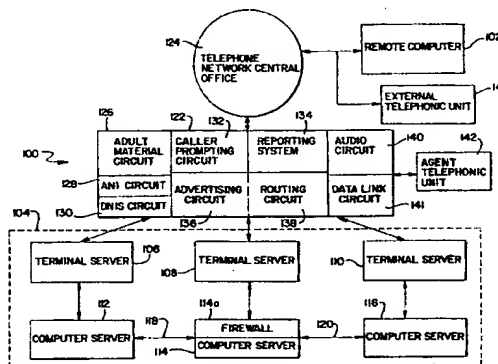 124
TELEPHONE
NETWORK CENTRAL
OFFICE
REMOTE COMPUTER
102
EXTERNAL TELEPHONIC
UNIT
14
126
122
132
134
100
ADULT
MATERIAL
CIRCUIT
CALLER
PROMPTING
CIRCUIT
REPORTING
SYSTEM
AUDIO
CIRCUIT
140
142
128
ANI CIRCUIT
ADVERTISING
CIRCUIT
ROUTING
CIRCUIT
DATA LINK
CIRCUIT
AGENT
TELEPHONIC
UNIT
130
DNIS CIRCUIT
136
138
141
104
TERMINAL SERVER
106
TERMINAL SERVER
108
TERMINAL SERVER
110
112
114a
116
COMPUTER SERVER
118
FIREWALL
COMPUTER SERVER
114
120
COMPUTER SERVER